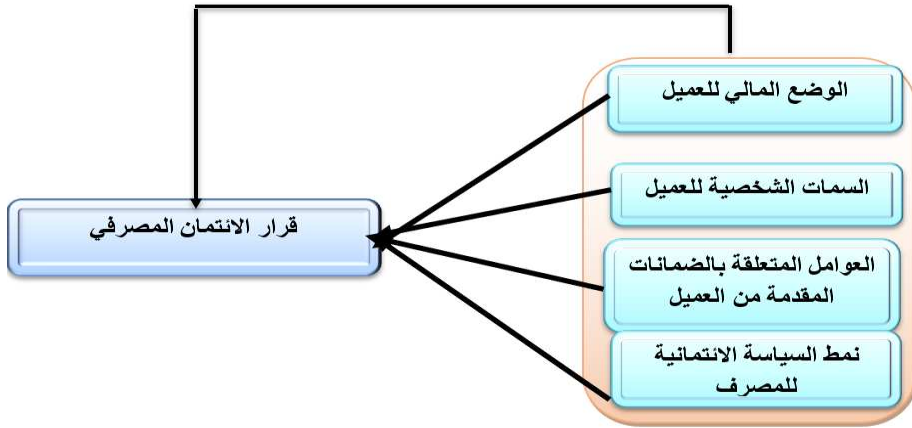 الوضع المالي للعميل
السمات الشخصية للعميل
قرار الائتمان المصرفي
العوامل المتعلقة بالضمانات
المقدمة من العميل
نمط السياسة الائتمانية
للمصرف